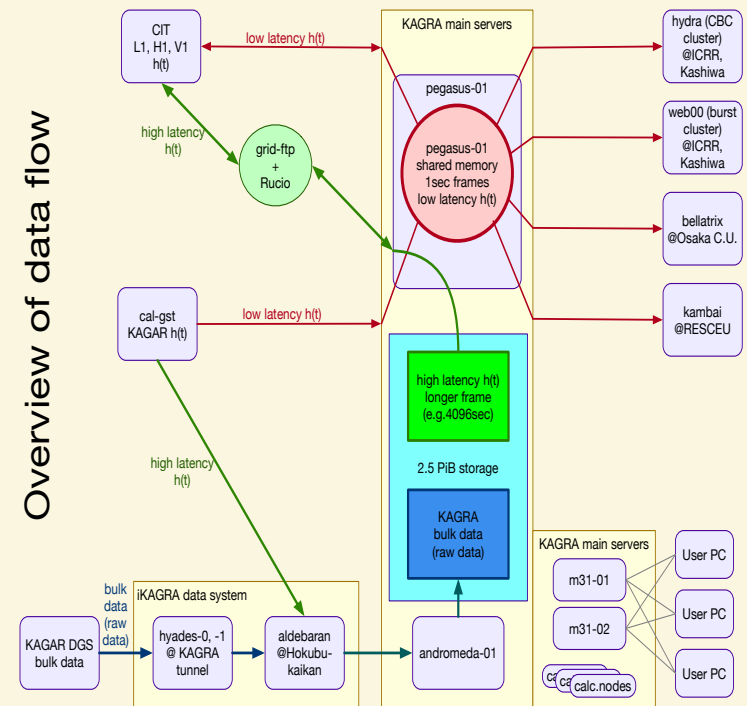 Overview of data flow
CIT
L1, H1, V1
h(t)
low latency h(t)
high latency
h(t)
grid-ftp
+
Rucio
cal-gst
KAGAR h(t)
low latency h(t)
high latency
h(t)
KAGRA main servers
pegasus-01
pegasus-01
shared memory
1sec frames
low latency h(t)
high latency h(t)
longer frame
(e.g.4096sec)
2.5 PiB storage
KAGRA
bulk data
(raw data)
andromeda-01
hydra (CBC
cluster)
@ICRR,
Kashiwa
web00 (burst
cluster)
@ICRR,
Kashiwa
bellatrix
@Osaka C.U.
kambai
@RESCEU
KAGAR DGS
bulk data
bulk
data
(raw
data)
iKAGRA data system
hyades-0, -1
@ KAGRA
tunnel
aldebaran
@Hokubu-
kaikan
KAGRA main servers
m31-01
m31-02
calc.nodes
User PC
User PC
User PC